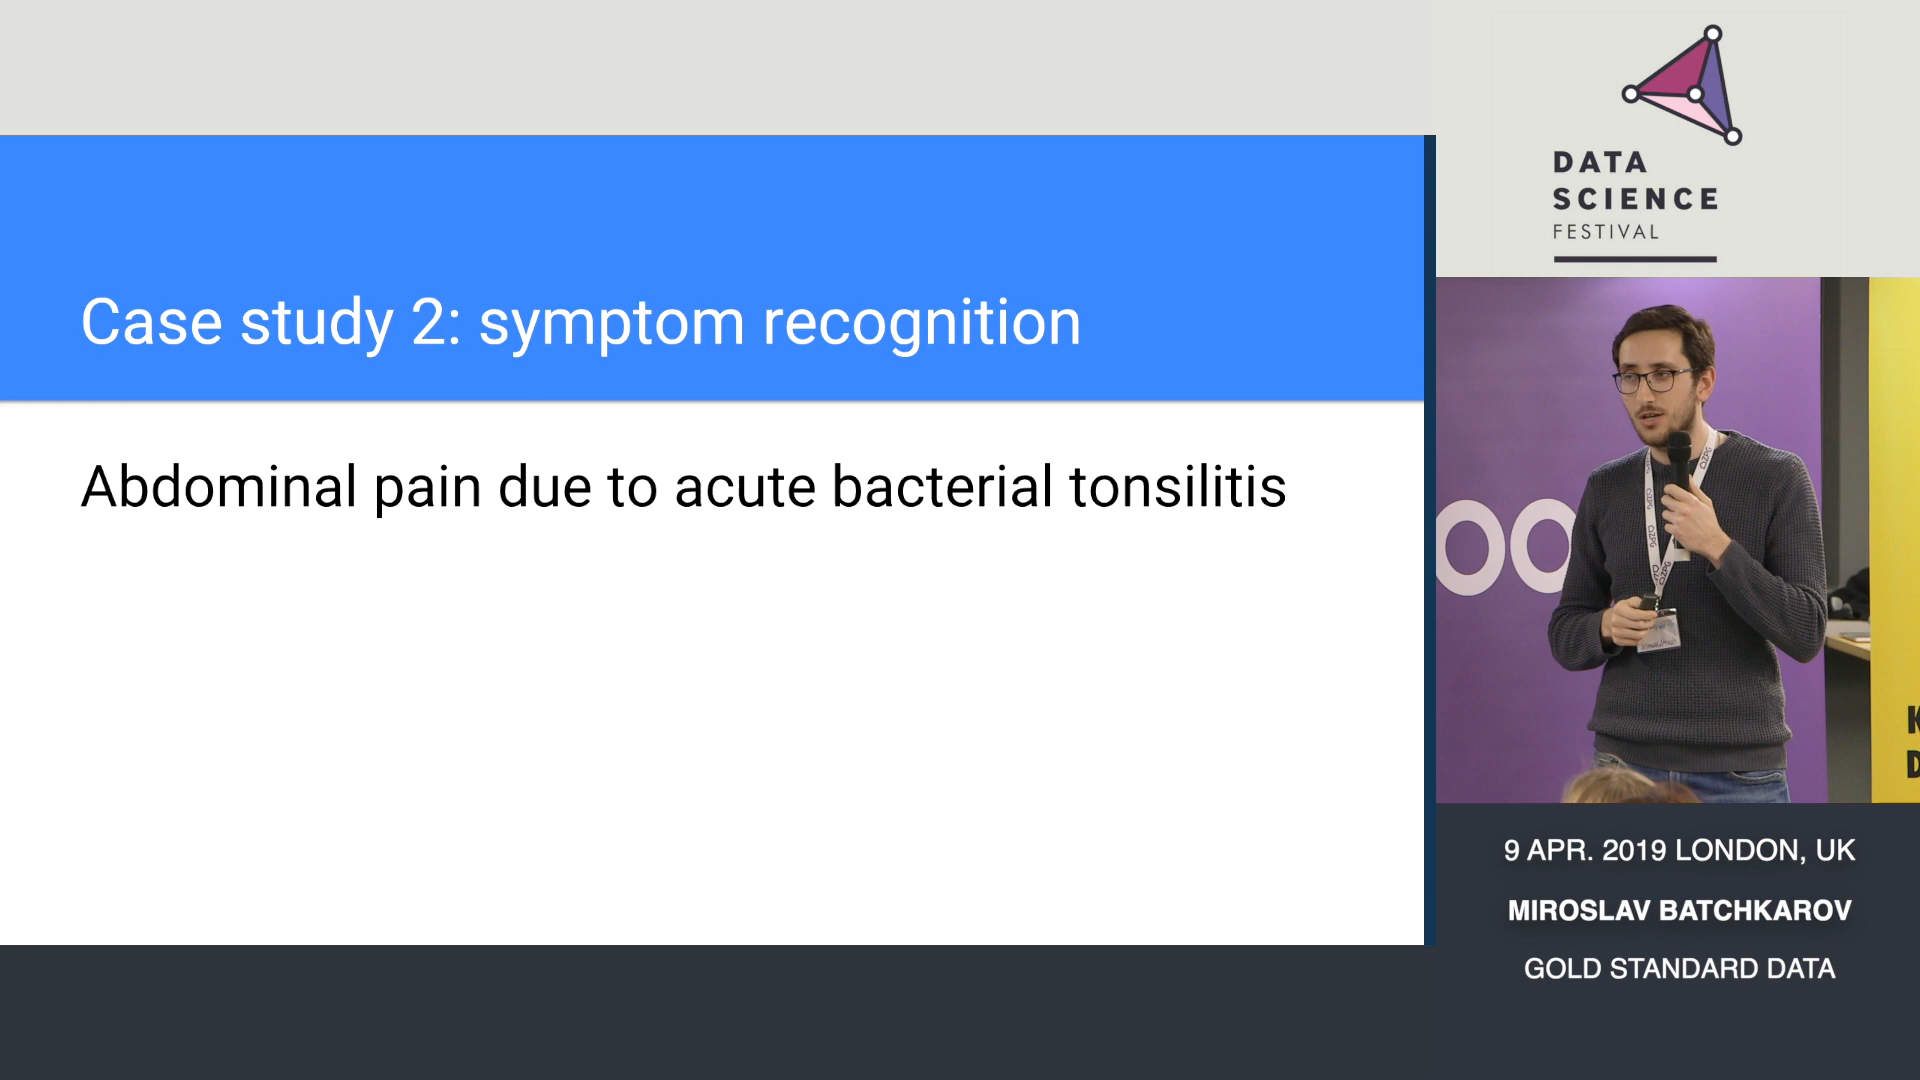 Case study 2: symptom recognition
Abdominal pain due to acute bacterial tonsilitis
DATA
SCIENCE
FESTIVAL
OO
K
D
9 APR. 2019 LONDON, UK
MIROSLAV BATCHKAROV
GOLD STANDARD DATA